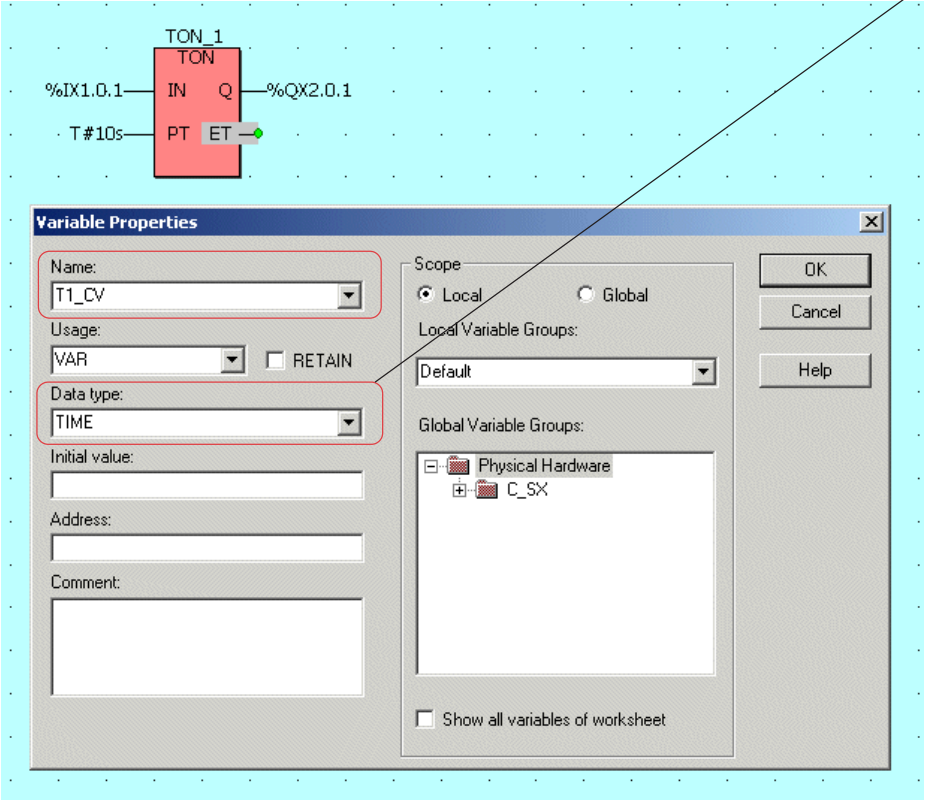 TON_1
TON
%IX1.0.1 IN Q %QX2.0.1
T#10s PT ET
Variable Properties
Name:
T1_CV
Usage:
VAR RETAIN
Data type:
TIME
Initial value:
Address:
Comment:
Scope
Local Global
Local Variable Groups:
Default
Global Variable Groups:
Physical Hardware
C_SX
Show all variables of worksheet
OK
Cancel
Help